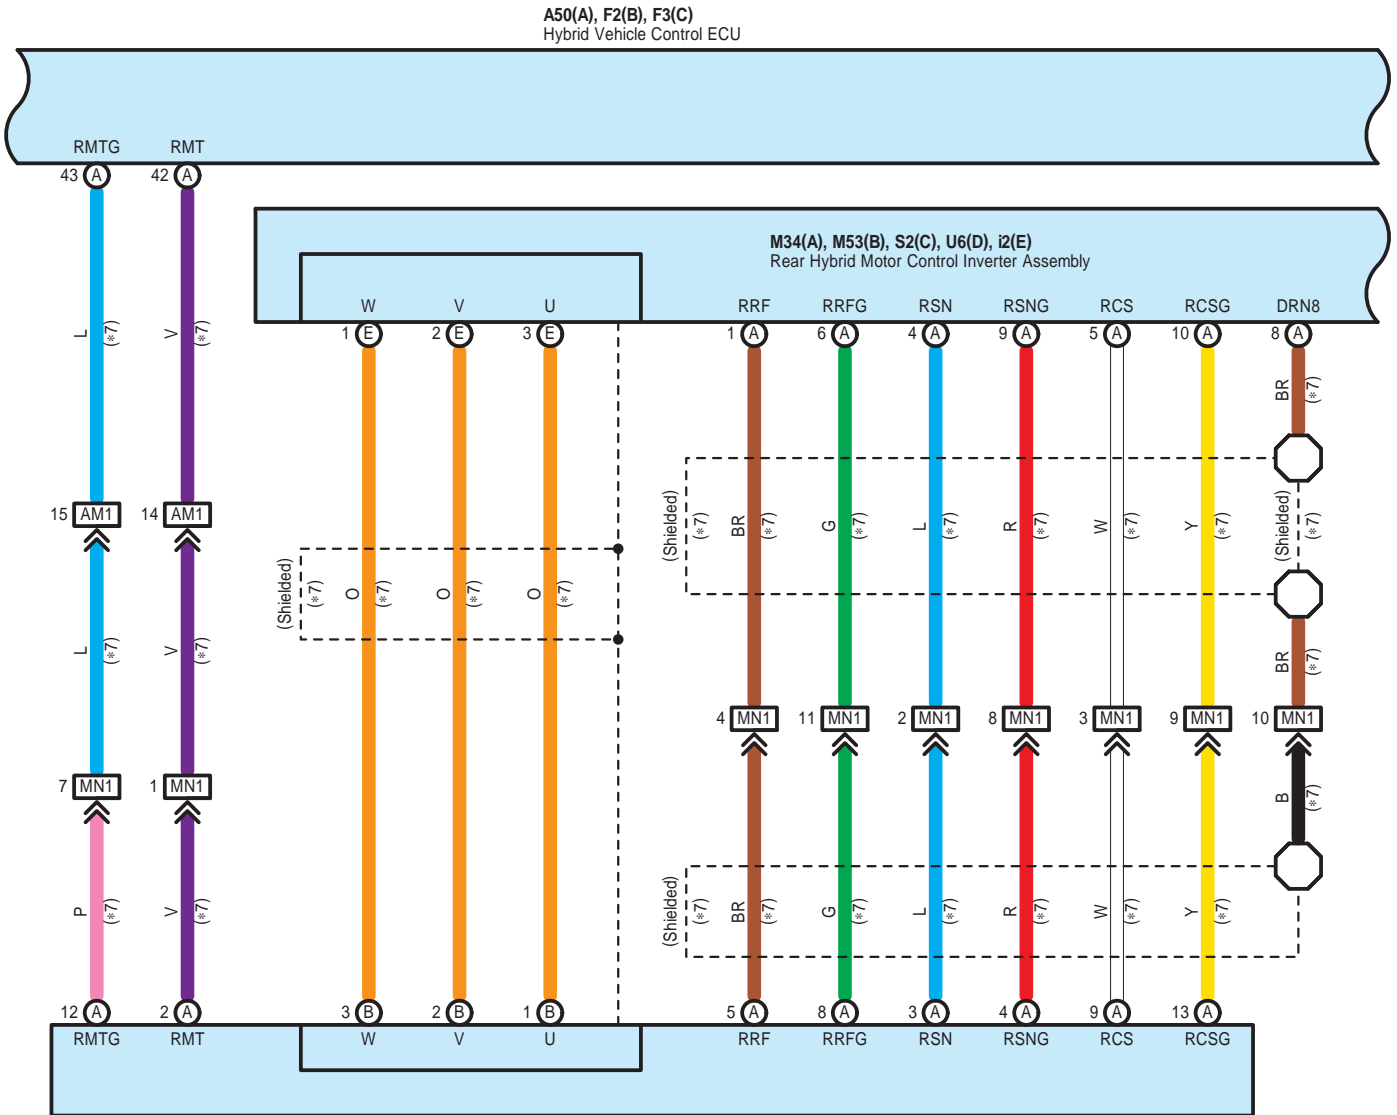 A50(A), F2(B), F3(C)
Hybrid Vehicle Control ECU
RMTG RMT
43 A 42 A
M34(A), M53(B), S2(C), U6(D), i2(E)
Rear Hybrid Motor Control Inverter Assembly
W V U RRF RRFG RSN RSNG RCS RCSG DRN8
1 E 2 E 3 E 1 A 6 A 4 A 9 A 5 A 10 A 8 A
L (*7) V (*7)
BR (*7)
15 AM1 14 AM1
(Shielded) (*7) BR (*7) G (*7) L (*7) R (*7) W (*7) Y (*7) (Shielded) (*7)
(Shielded) (*7) O (*7) O (*7) O (*7)
L (*7) V (*7)
BR (*7)
4 MN1 11 MN1 2 MN1 8 MN1 3 MN1 9 MN1 10 MN1
7 MN1 1 MN1
B (*7)
P (*7) V (*7)
(Shielded) (*7) BR (*7) G (*7) L (*7) R (*7) W (*7) Y (*7)
12 A 2 A 3 B 2 B 1 B 5 A 8 A 3 A 4 A 9 A 13 A
RMTG RMT W V U RRF RRFG RSN RSNG RCS RCSG